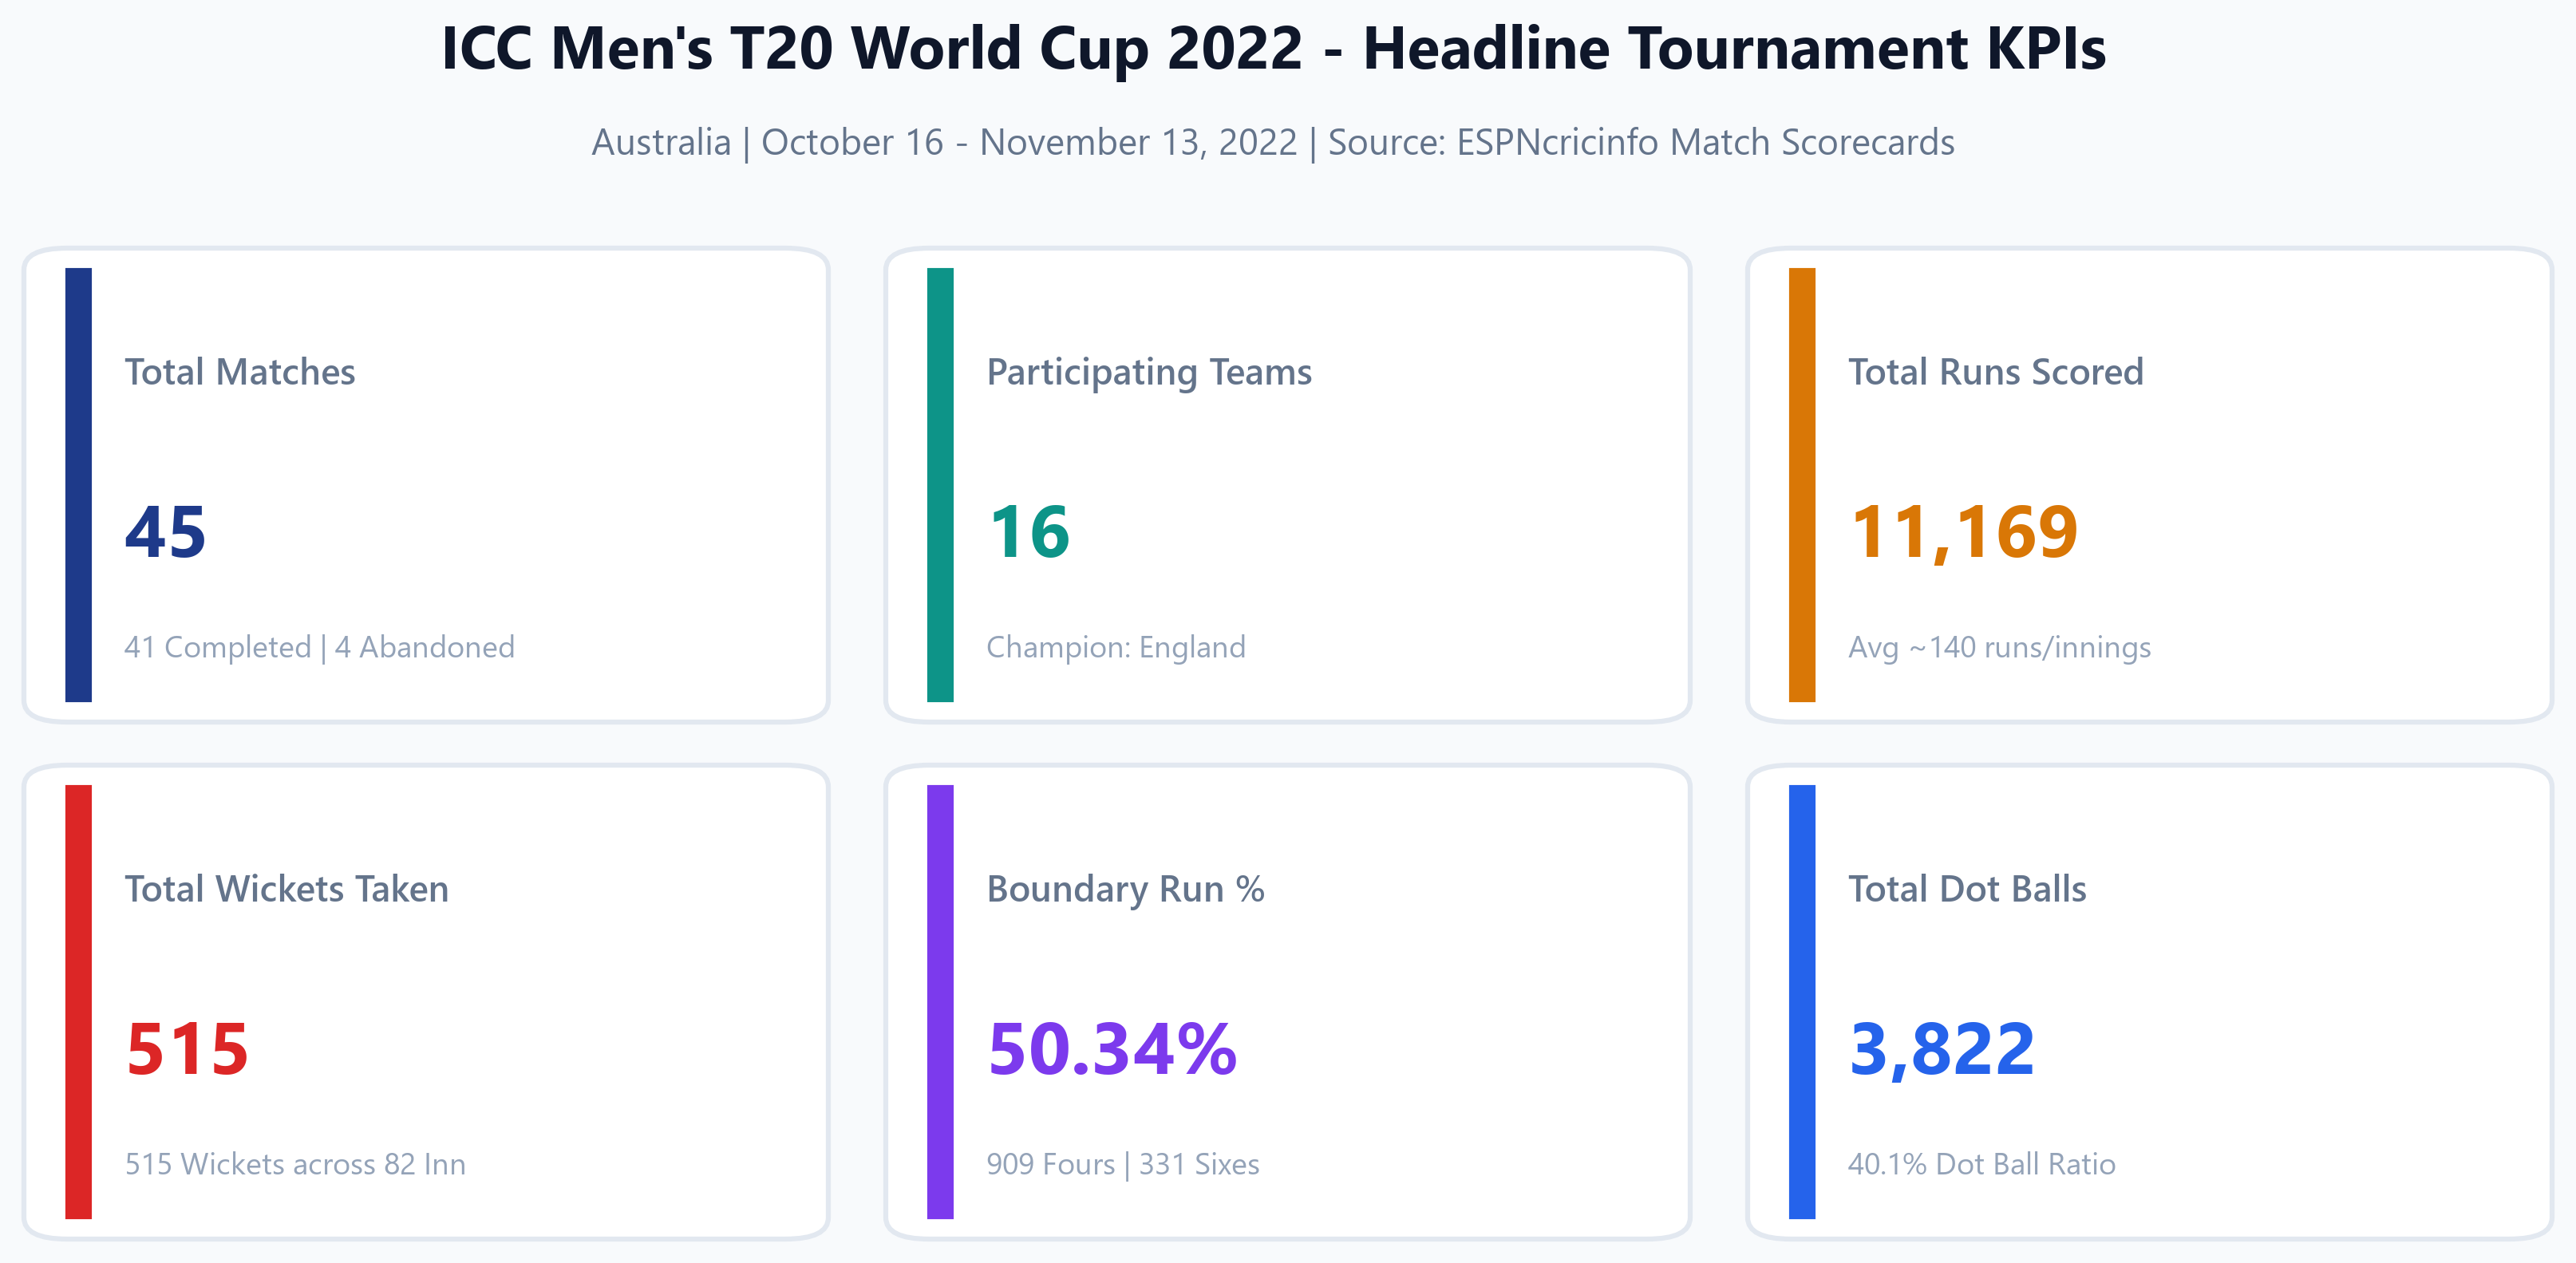 ICC Men's T20 World Cup 2022 - Headline Tournament KPIs
Australia | October 16 - November 13, 2022 | Source: ESPNcricinfo Match Scorecards
Total Matches
45
41 Completed | 4 Abandoned
Participating Teams
16
Champion: England
Total Runs Scored
11,169
Avg ~140 runs/innings
Total Wickets Taken
515
515 Wickets across 82 Inn
Boundary Run %
50.34%
909 Fours | 331 Sixes
Total Dot Balls
3,822
40.1% Dot Ball Ratio